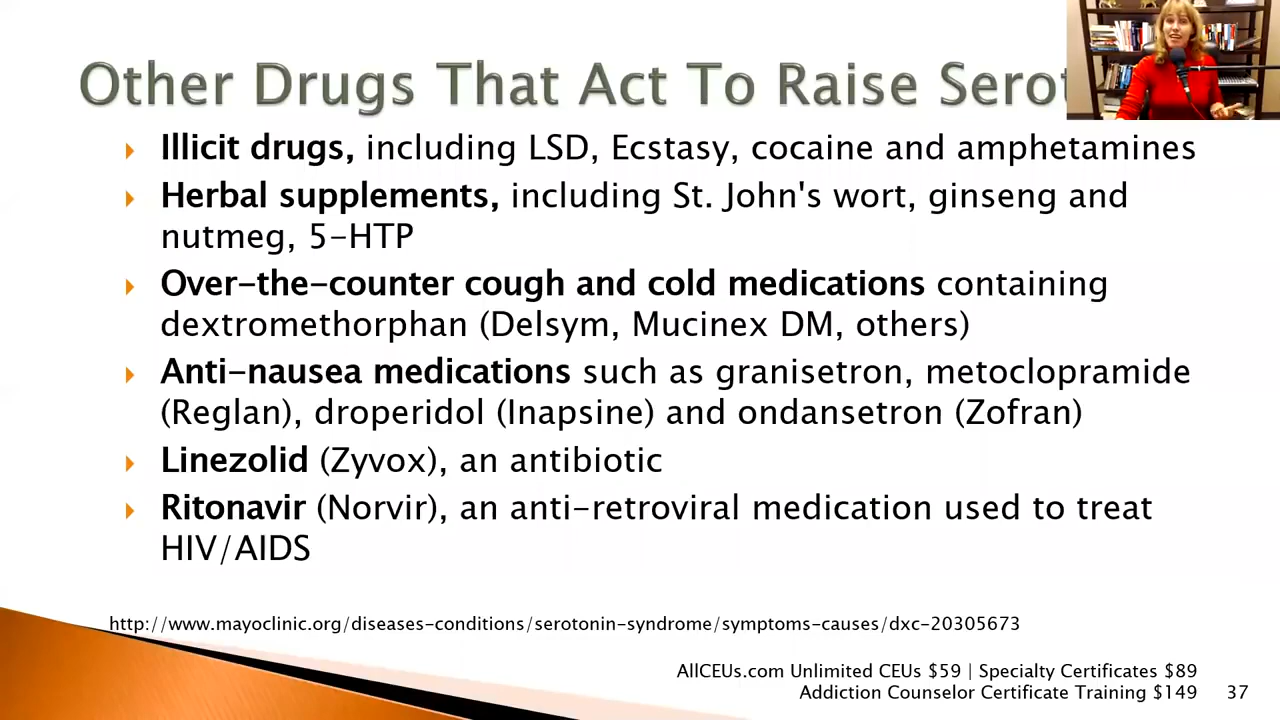 Other Drugs That Act To Raise
Illicit drugs, including LSD, Ecstasy, cocaine and amphetamines
Herbal supplements, including St. John's wort, ginseng and
nutmeg, 5-HTP
Over-the-counter cough and cold medications containing
dextromethorphan (Delsym, Mucinex DM, others)
Anti-nausea medications such as granisetron, metoclopramide
(Reglan), droperidol (Inapsine) and ondansetron (Zofran)
Linezolid (Zyvox), an antibiotic
Ritonavir (Norvir), an anti-retroviral medication used to treat
HIV/AIDS
http://www.mayoclinic.org/diseases-conditions/serotonin-syndrome/symptoms-causes/dxc-20305673
AllCEUs.com Unlimited CEUs $59 | Specialty Certificates $89
Addiction Counselor Certificate Training $149 37